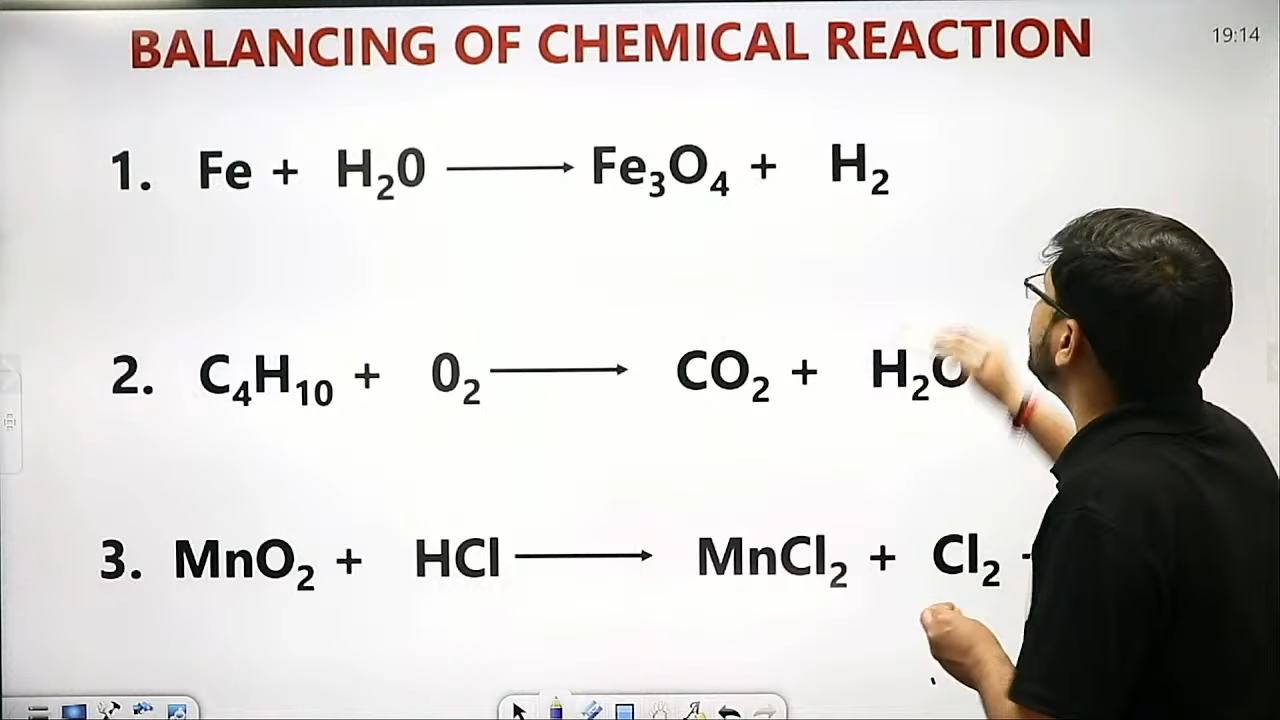 BALANCING OF CHEMICAL REACTION
19:14
1. Fe + H₂0 ⟶ Fe₃O₄ + H₂
2. C₄H₁₀ + 0₂ ⟶ CO₂ + H₂O
3. MnO₂ + HCl ⟶ MnCl₂ + Cl₂